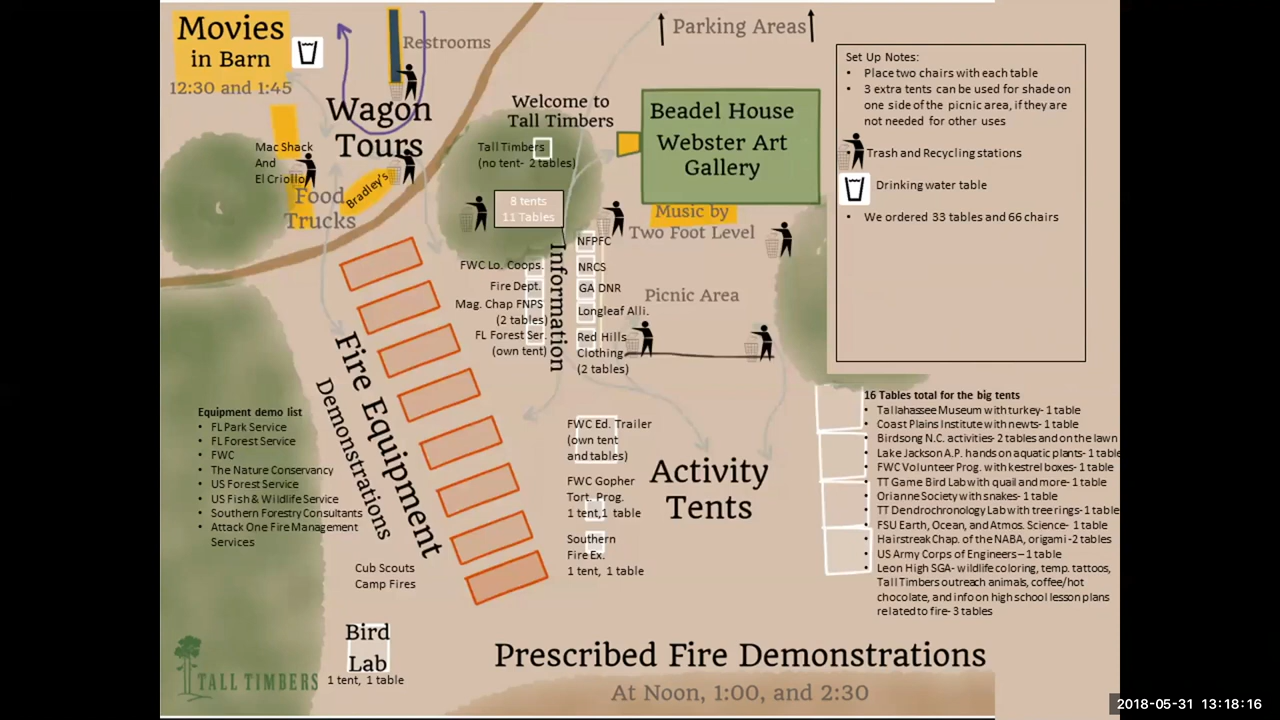 Movies
in Barn
12:30 and 1:45
Restrooms
Parking Areas
Wagon
Tours
Welcome to
Tall Timbers
Tall Timbers
(no tent- 2 tables)
Beadel House
Webster Art
Gallery
Mac Shack
And
El Criollo
Food
Trucks
Bradley's
8 tents
11 Tables
Music by
Two Foot Level
Set Up Notes:
• Place two chairs with each table
• 3 extra tents can be used for shade on
one side of the picnic area, if they are
not needed for other uses
• Trash and Recycling stations
Drinking water table
• We ordered 33 tables and 66 chairs
Information
FWC Lo. Coops.
Fire Dept.
Mag. Chap FNPS
(2 tables)
FL Forest Ser.
(own tent)
NFPFC
NRCS
GA DNR
Longleaf Alli.
Red Hills
Clothing
(2 tables)
Picnic Area
Fire Equipment
Demonstrations
Equipment demo list
• FL Park Service
• FL Forest Service
• FWC
• The Nature Conservancy
• US Forest Service
• US Fish & Wildlife Service
• Southern Forestry Consultants
• Attack One Fire Management
Services
FWC Ed. Trailer
(own tent
and tables)
FWC Gopher
Tort. Prog.
1 tent,1 table
Southern
Fire Ex.
1 tent, 1 table
Activity
Tents
16 Tables total for the big tents
• Tallahassee Museum with turkey- 1 table
• Coast Plains Institute with newts- 1 table
• Birdsong N.C. activities- 2 tables and on the lawn
• Lake Jackson A.P. hands on aquatic plants- 1 table
• FWC Volunteer Prog. with kestrel boxes- 1 table
• TT Game Bird Lab with quail and more- 1 table
• Orianne Society with snakes- 1 table
• TT Dendrochronology Lab with tree rings- 1 table
• FSU Earth, Ocean, and Atmos. Science- 1 table
• Hairstreak Chap. of the NABA, origami -2 tables
• US Army Corps of Engineers – 1 table
• Leon High SGA- wildlife coloring, temp. tattoos,
Tall Timbers outreach animals, coffee/hot
chocolate, and info on high school lesson plans
related to fire- 3 tables
Cub Scouts
Camp Fires
Bird
Lab
1 tent, 1 table
TALL TIMBERS
Prescribed Fire Demonstrations
At Noon, 1:00, and 2:30
2018-05-31 13:18:16